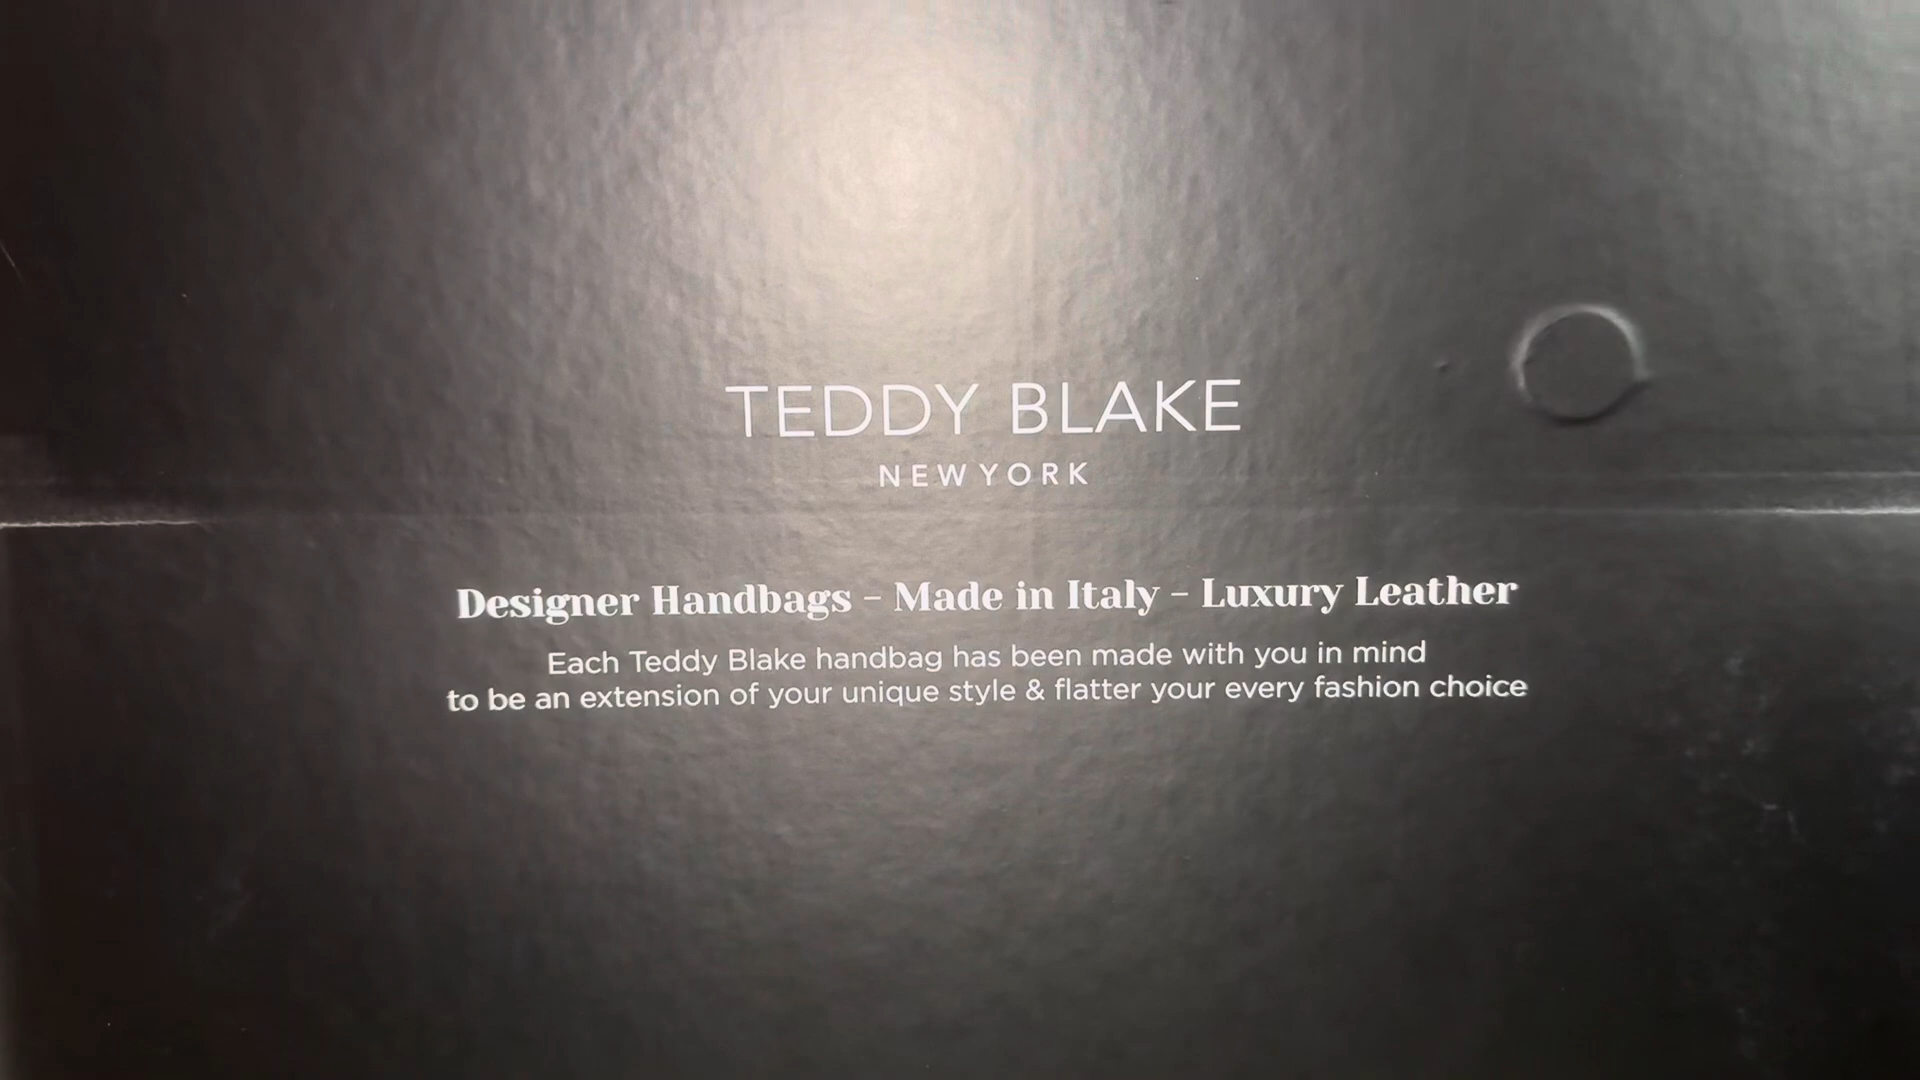 TEDDY BLAKE
NEW YORK
Designer Handbags - Made in Italy - Luxury Leather
Each Teddy Blake handbag has been made with you in mind
to be an extension of your unique style & flatter your every fashion choice